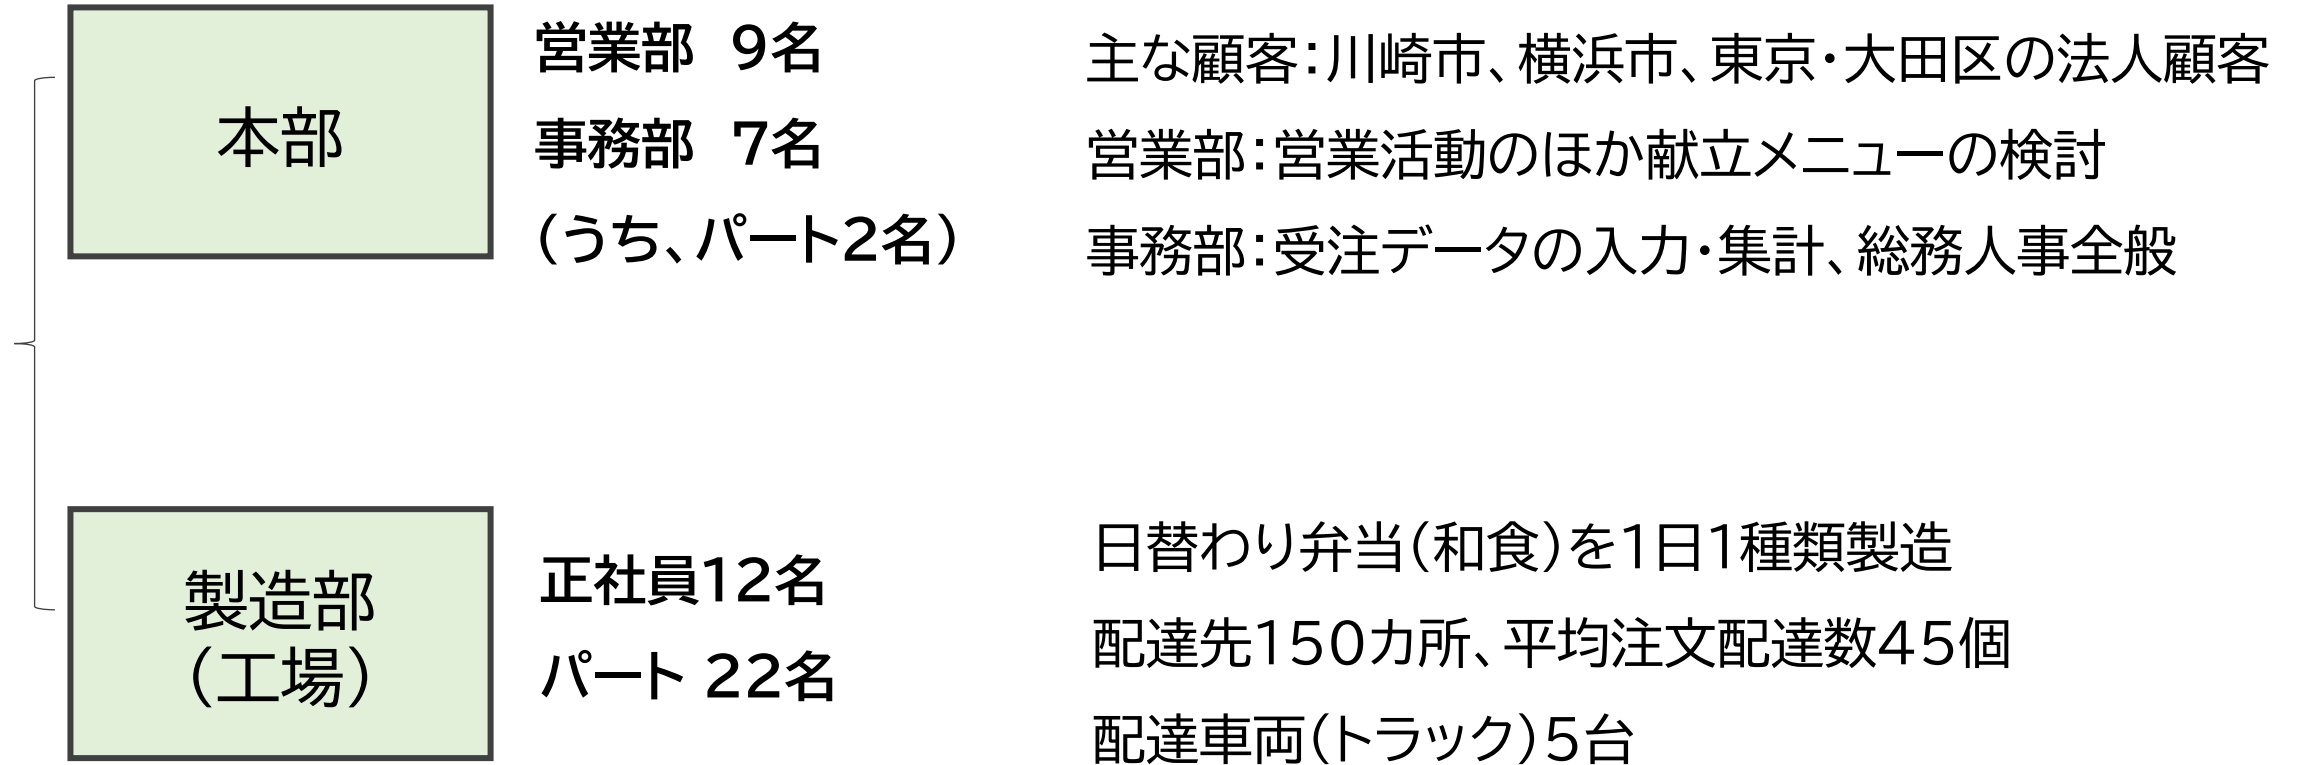 本部
営業部　9名
事務部　7名
（うち、パート2名）
主な顧客：川崎市、横浜市、東京・大田区の法人顧客
営業部：営業活動のほか献立メニューの検討
事務部：受注データの入力・集計、総務人事全般
製造部
（工場）
正社員12名
パート 22名
日替わり弁当（和食）を1日1種類製造
配達先150カ所、平均注文配達数45個
配達車両（トラック）5台